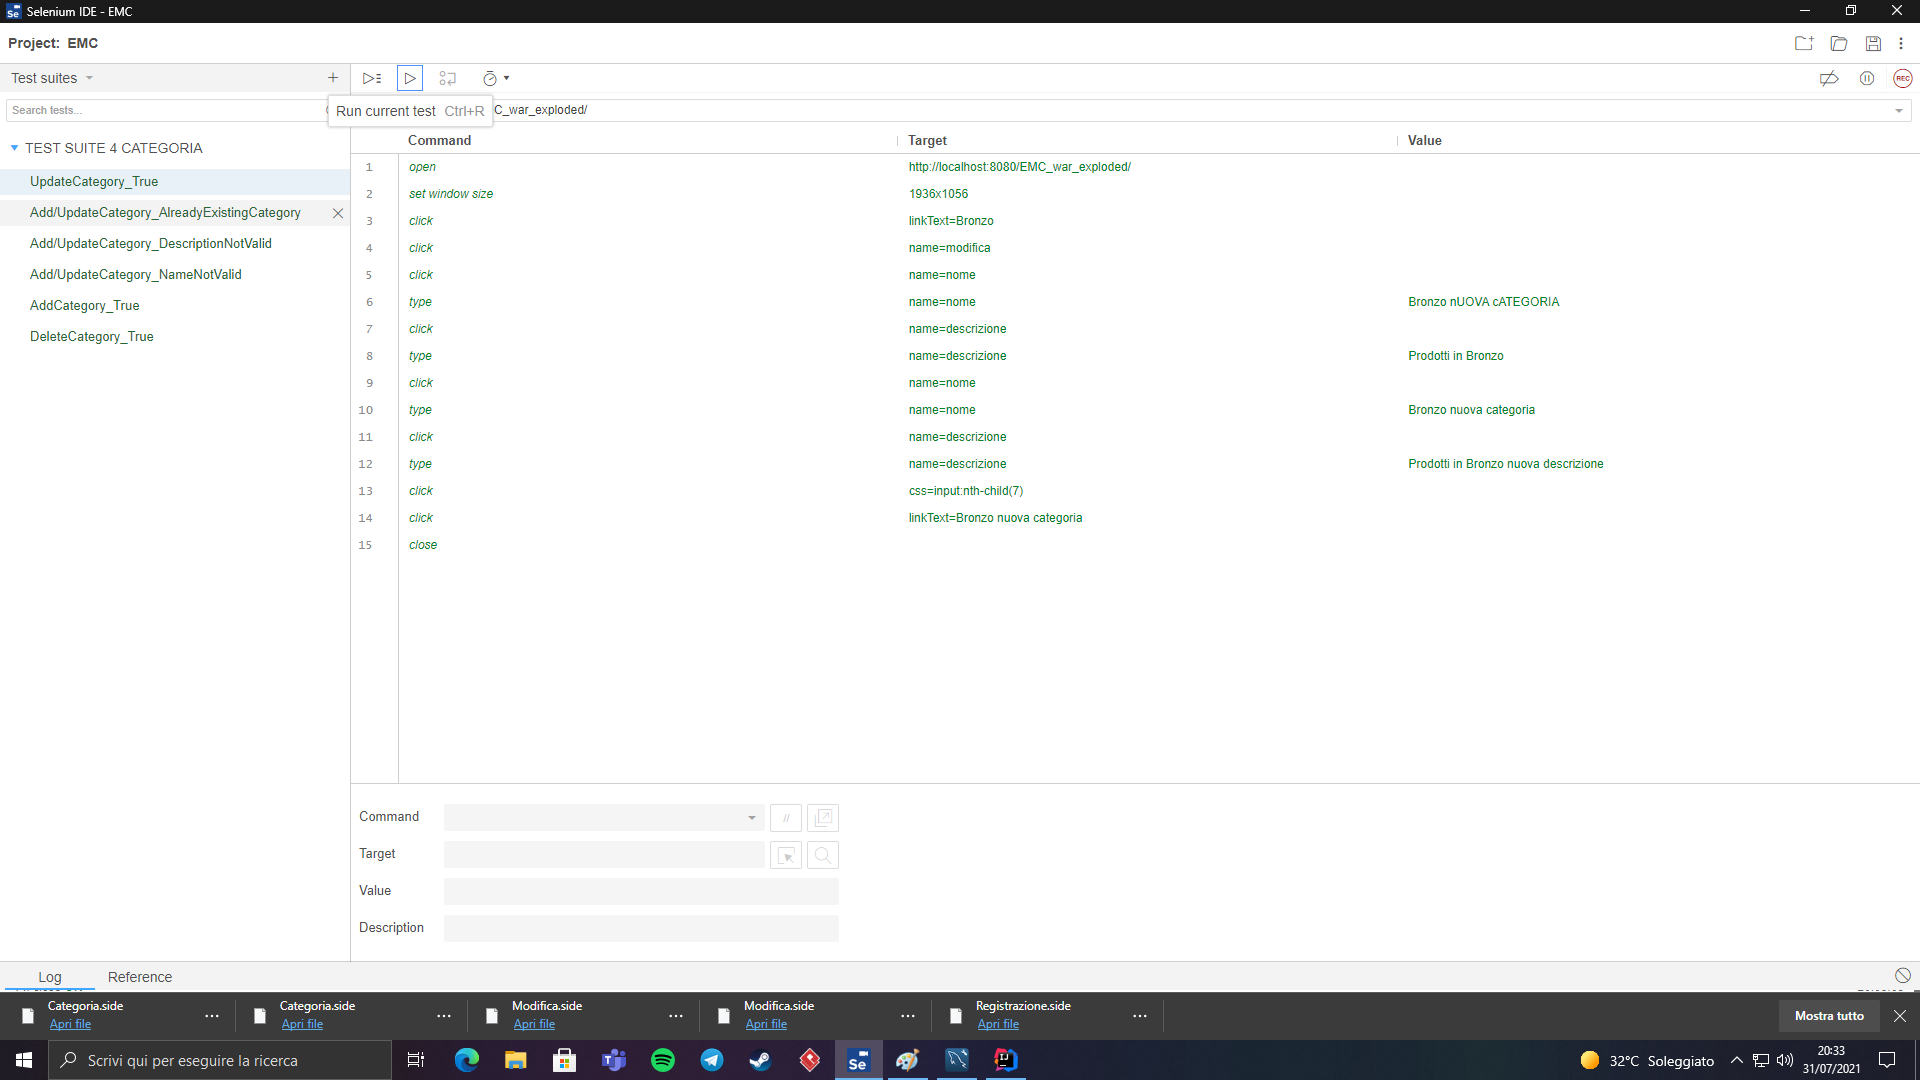 Selenium IDE - EMC
Project: EMC
Test suites
Search tests...
Run current test Ctrl+R
C_war_exploded/
REC
TEST SUITE 4 CATEGORIA
UpdateCategory_True
Add/UpdateCategory_AlreadyExistingCategory
Add/UpdateCategory_DescriptionNotValid
Add/UpdateCategory_NameNotValid
AddCategory_True
DeleteCategory_True
Command Target Value
1 open http://localhost:8080/EMC_war_exploded/
2 set window size 1936x1056
3 click linkText=Bronzo
4 click name=modifica
5 click name=nome
6 type name=nome Bronzo nUOVA cATEGORIA
7 click name=descrizione
8 type name=descrizione Prodotti in Bronzo
9 click name=nome
10 type name=nome Bronzo nuova categoria
11 click name=descrizione
12 type name=descrizione Prodotti in Bronzo nuova descrizione
13 click css=input:nth-child(7)
14 click linkText=Bronzo nuova categoria
15 close
Command //
Target
Value
Description
Log Reference
Categoria.side Categoria.side Modifica.side Modifica.side Registrazione.side
Apri file Apri file Apri file Apri file Apri file
Mostra tutto
Scrivi qui per eseguire la ricerca
32°C Soleggiato
20:33
31/07/2021